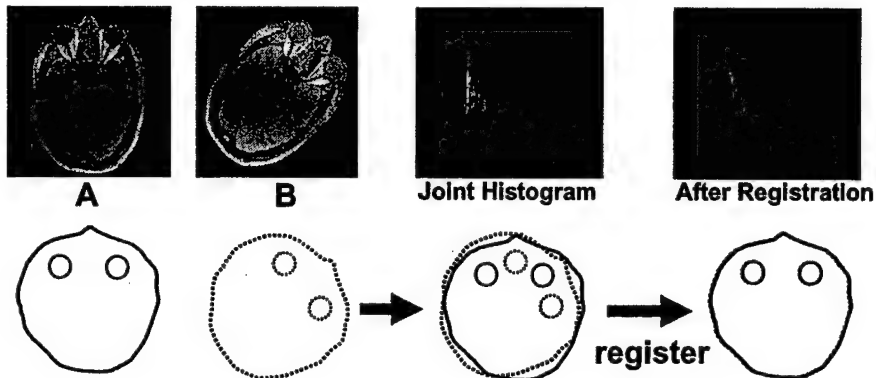 A
B
Joint Histogram
After Registration
register